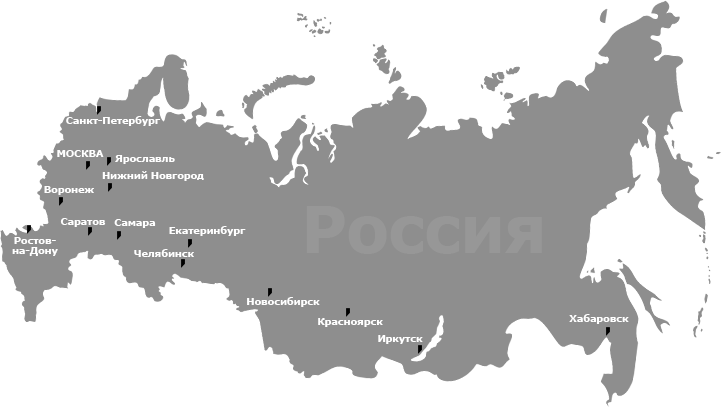 Санкт-Петербург
МОСКВА
Ярославль
Нижний Новгород
Воронеж
Саратов
Самара
Екатеринбург
Россия
Ростов-
на-Дону
Челябинск
Новосибирск
Красноярск
Хабаровск
Иркутск